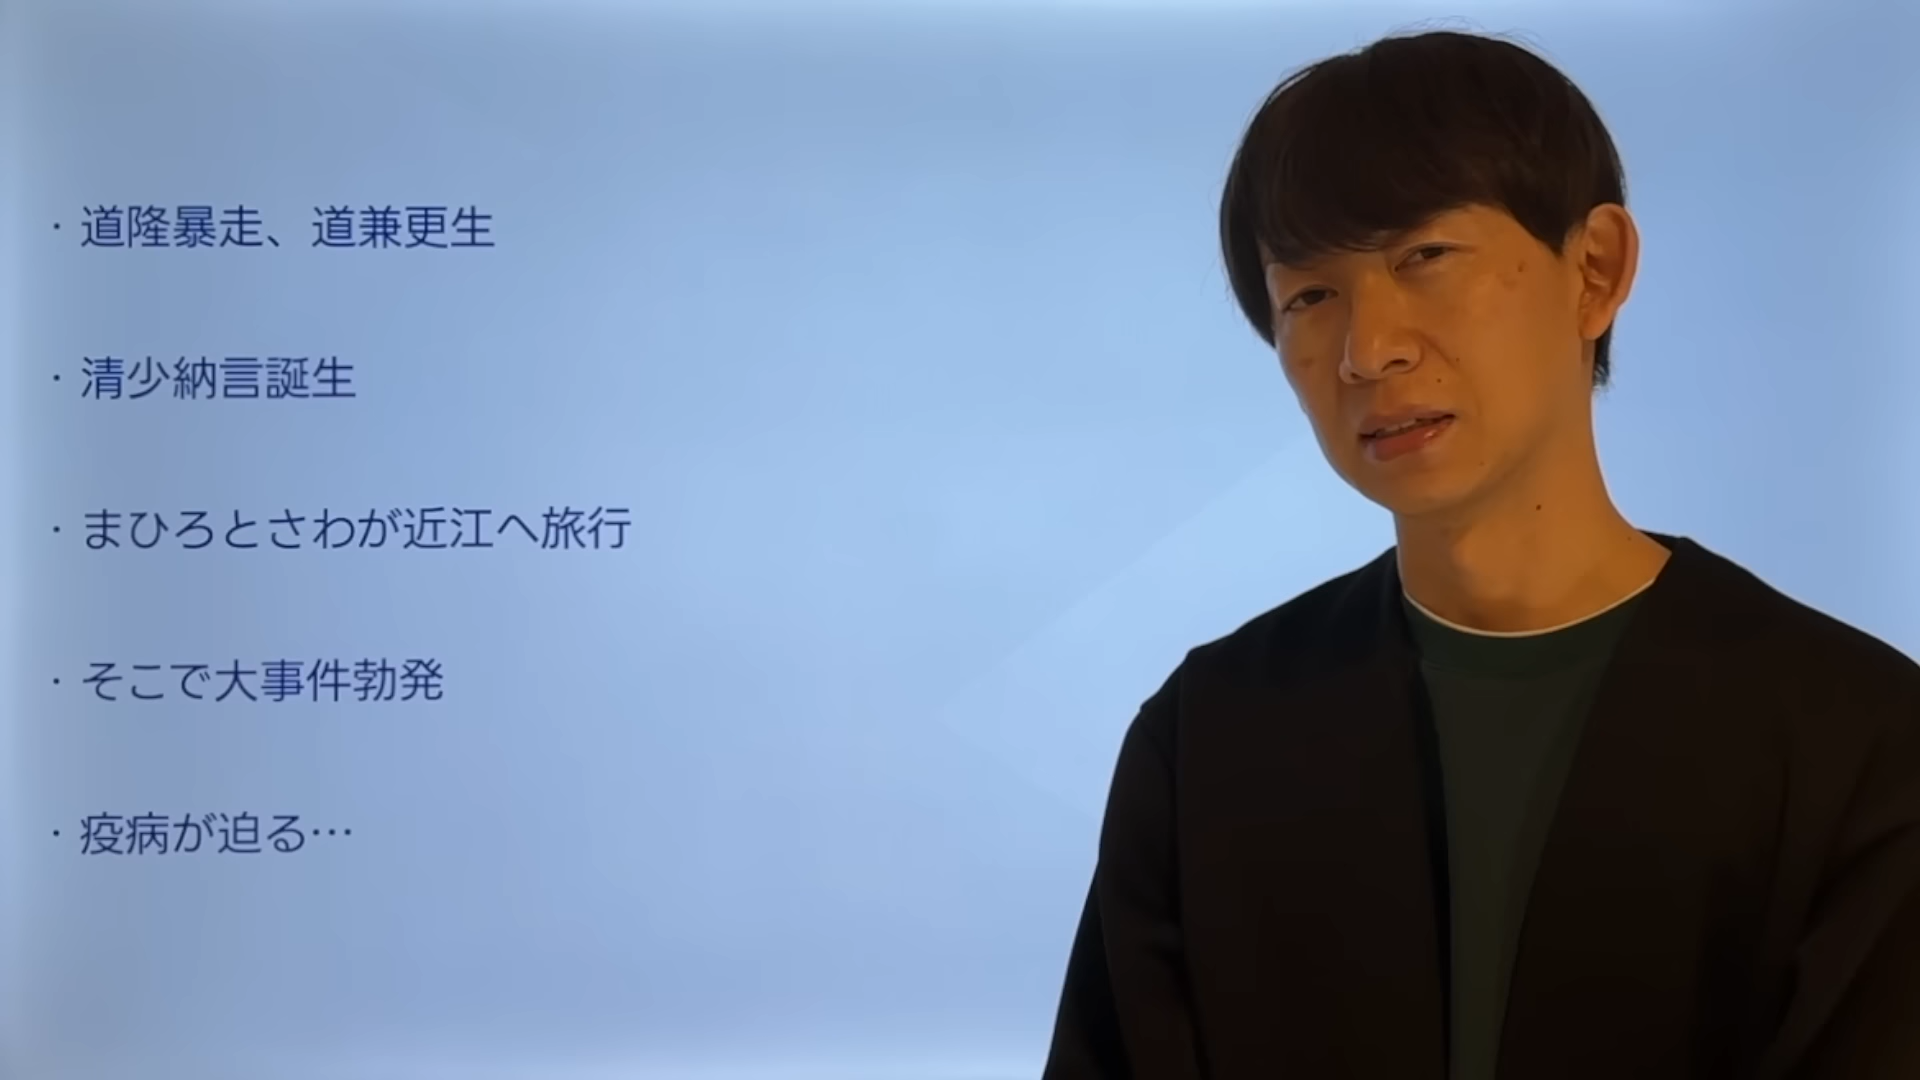 ・道隆暴走、道兼更生
・清少納言誕生
・まひろとさわが近江へ旅行
・そこで大事件勃発
・疫病が迫る…